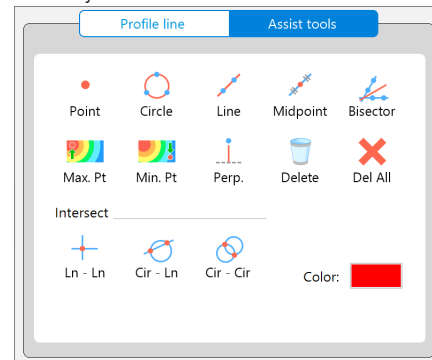 Profile line Assist tools
Point Circle Line Midpoint Bisector
Max. Pt Min. Pt Perp. Delete Del All
Intersect
Ln - Ln Cir - Ln Cir - Cir
Color: